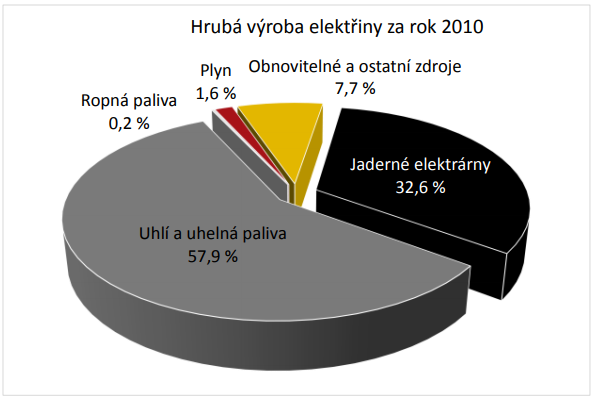 Hrubá výroba elektřiny za rok 2010
Obnovitelné a ostatní zdroje
7,7 %
Plyn
1,6 %
Ropná paliva
0,2 %
Jaderné elektrárny
32,6 %
Uhlí a uhelná paliva
57,9 %